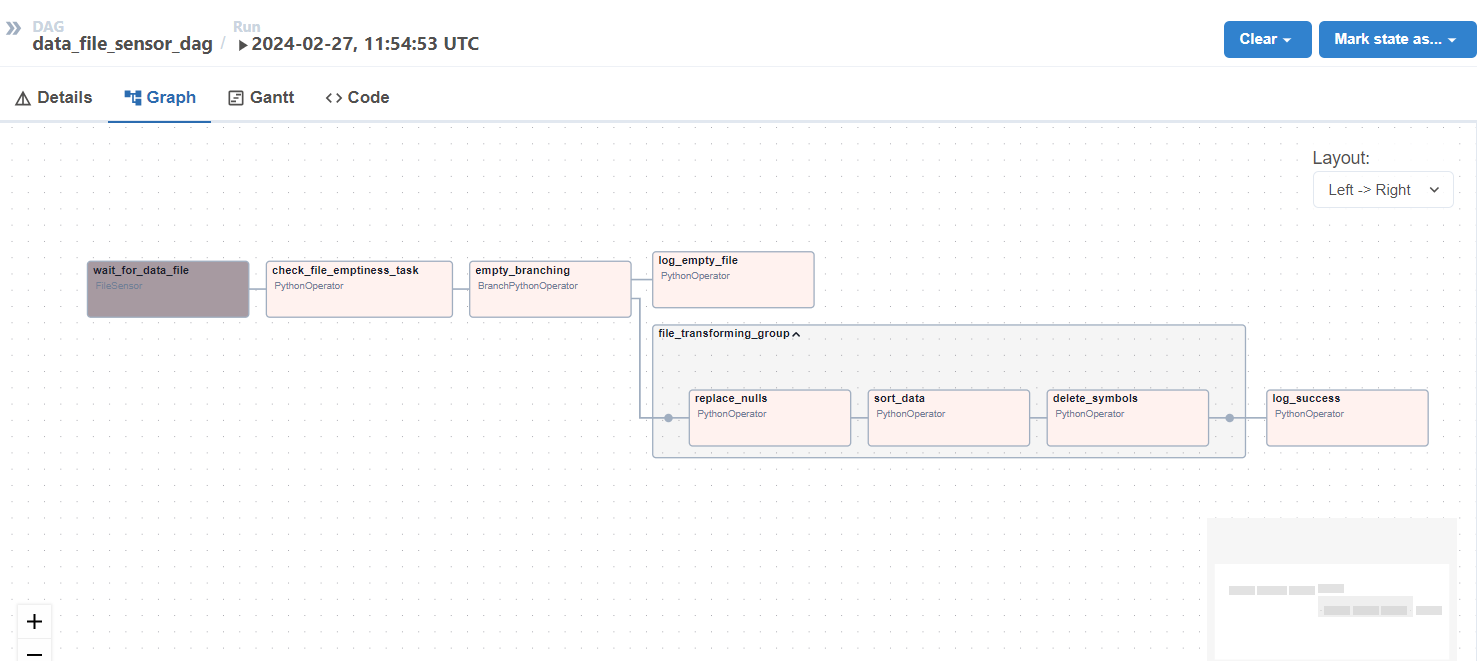 DAG
data_file_sensor_dag
/
Run
2024-02-27, 11:54:53 UTC
Clear
Mark state as...
Details
Graph
Gantt
Code
Layout:
Left -> Right
wait_for_data_file
FileSensor
check_file_emptiness_task
PythonOperator
empty_branching
BranchPythonOperator
log_empty_file
PythonOperator
file_transforming_group
replace_nulls
PythonOperator
sort_data
PythonOperator
delete_symbols
PythonOperator
log_success
PythonOperator